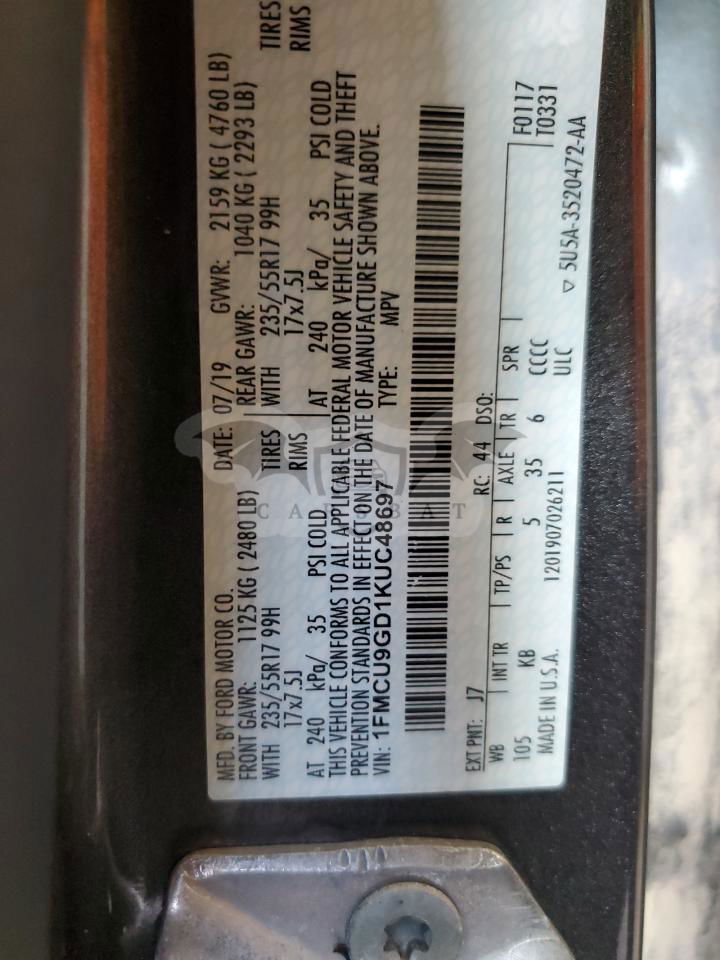 MFD. BY FORD MOTOR CO. DATE: 07/19 GVWR: 2159 KG ( 4760 LB)
FRONT GAWR: 1125 KG ( 2480 LB) REAR GAWR: 1040 KG ( 2293 LB)
WITH 235/55R17 99H TIRES WITH 235/55R17 99H TIRES
17x7.5J RIMS 17x7.5J RIMS
AT 240 kPa/ 35 PSI COLD AT 240 kPa/ 35 PSI COLD
THIS VEHICLE CONFORMS TO ALL APPLICABLE FEDERAL MOTOR VEHICLE SAFETY AND THEFT
PREVENTION STANDARDS IN EFFECT ON THE DATE OF MANUFACTURE SHOWN ABOVE.
VIN: 1FMCU9GD1KUC48697 TYPE: MPV
EXT PNT: J7 RC: 44 DSO: F0117
WB INT TR TP/PS R AXLE TR SPR T0331
105 KB 5 35 6 CCCC
MADE IN U.S.A. 1201907026211 ULC
▽ 5U5A-3520472-AA
CARSBAT